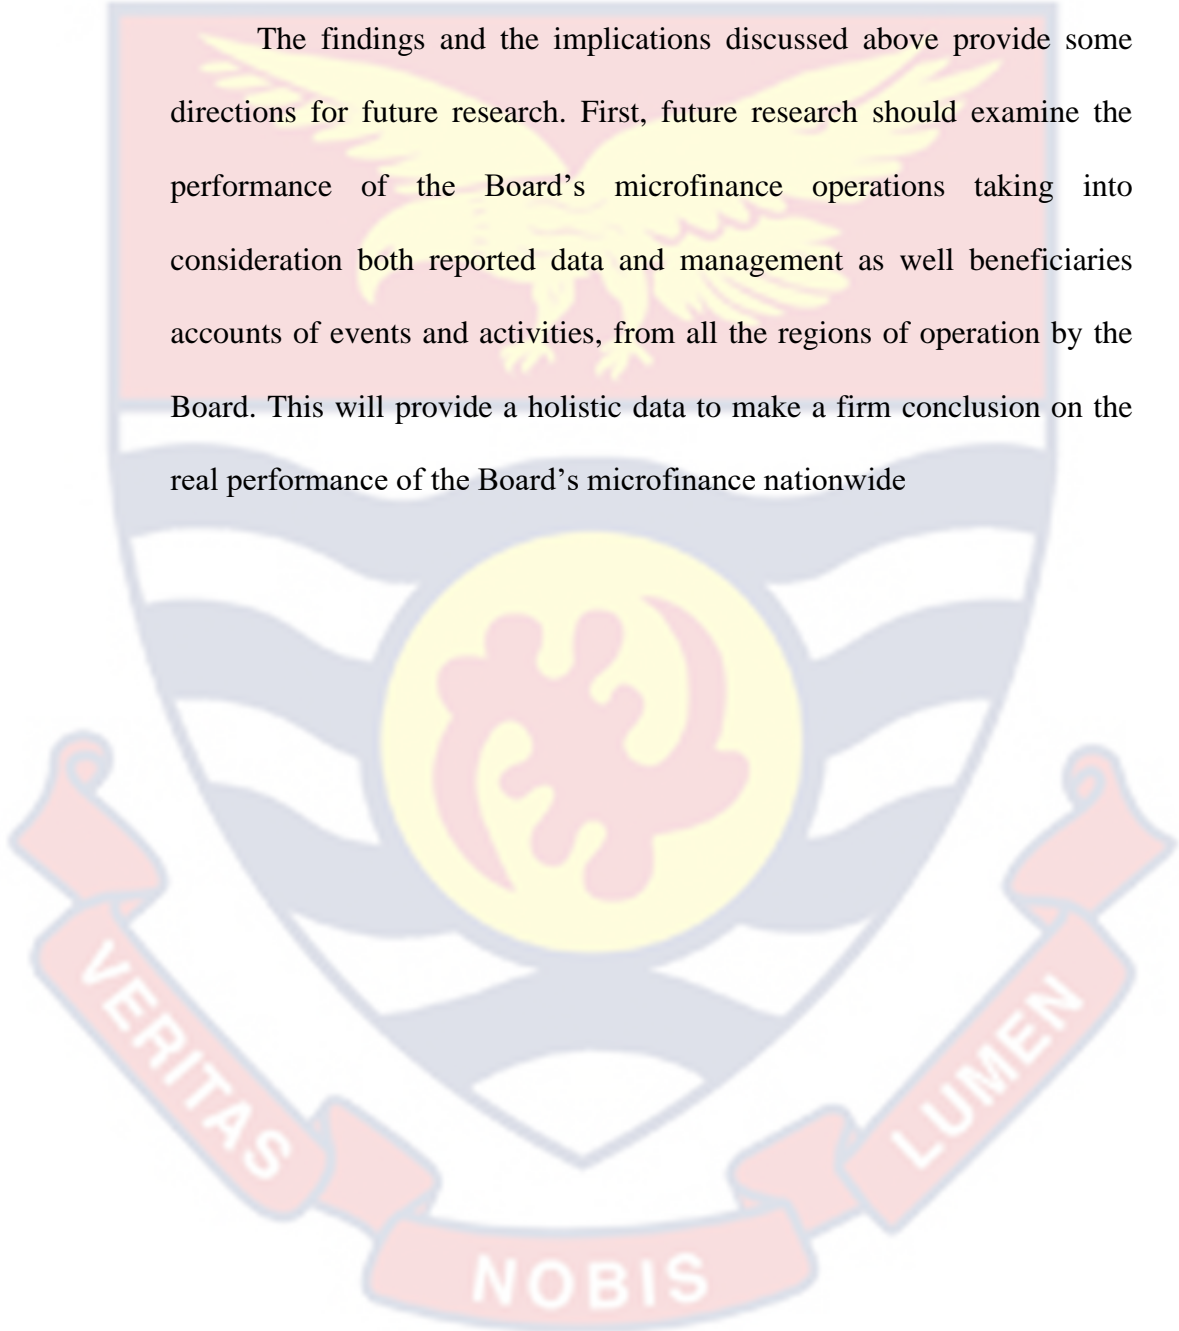 The findings and the implications discussed above provide some
directions for future research. First, future research should examine the
performance of the Board’s microfinance operations taking into
consideration both reported data and management as well beneficiaries
accounts of events and activities, from all the regions of operation by the
Board. This will provide a holistic data to make a firm conclusion on the
real performance of the Board’s microfinance nationwide
VERITAS
NOBIS
LUMEN